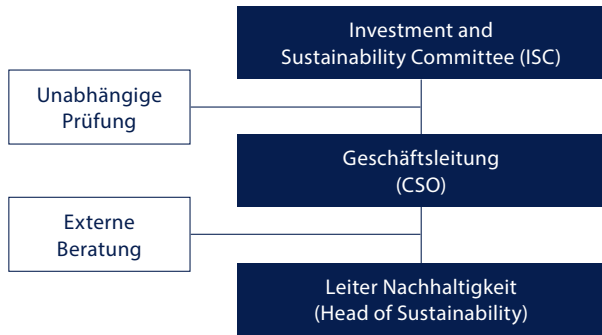 Investment and
Sustainability Committee (ISC)
Unabhängige
Prüfung
Geschäftsleitung
(CSO)
Externe
Beratung
Leiter Nachhaltigkeit
(Head of Sustainability)